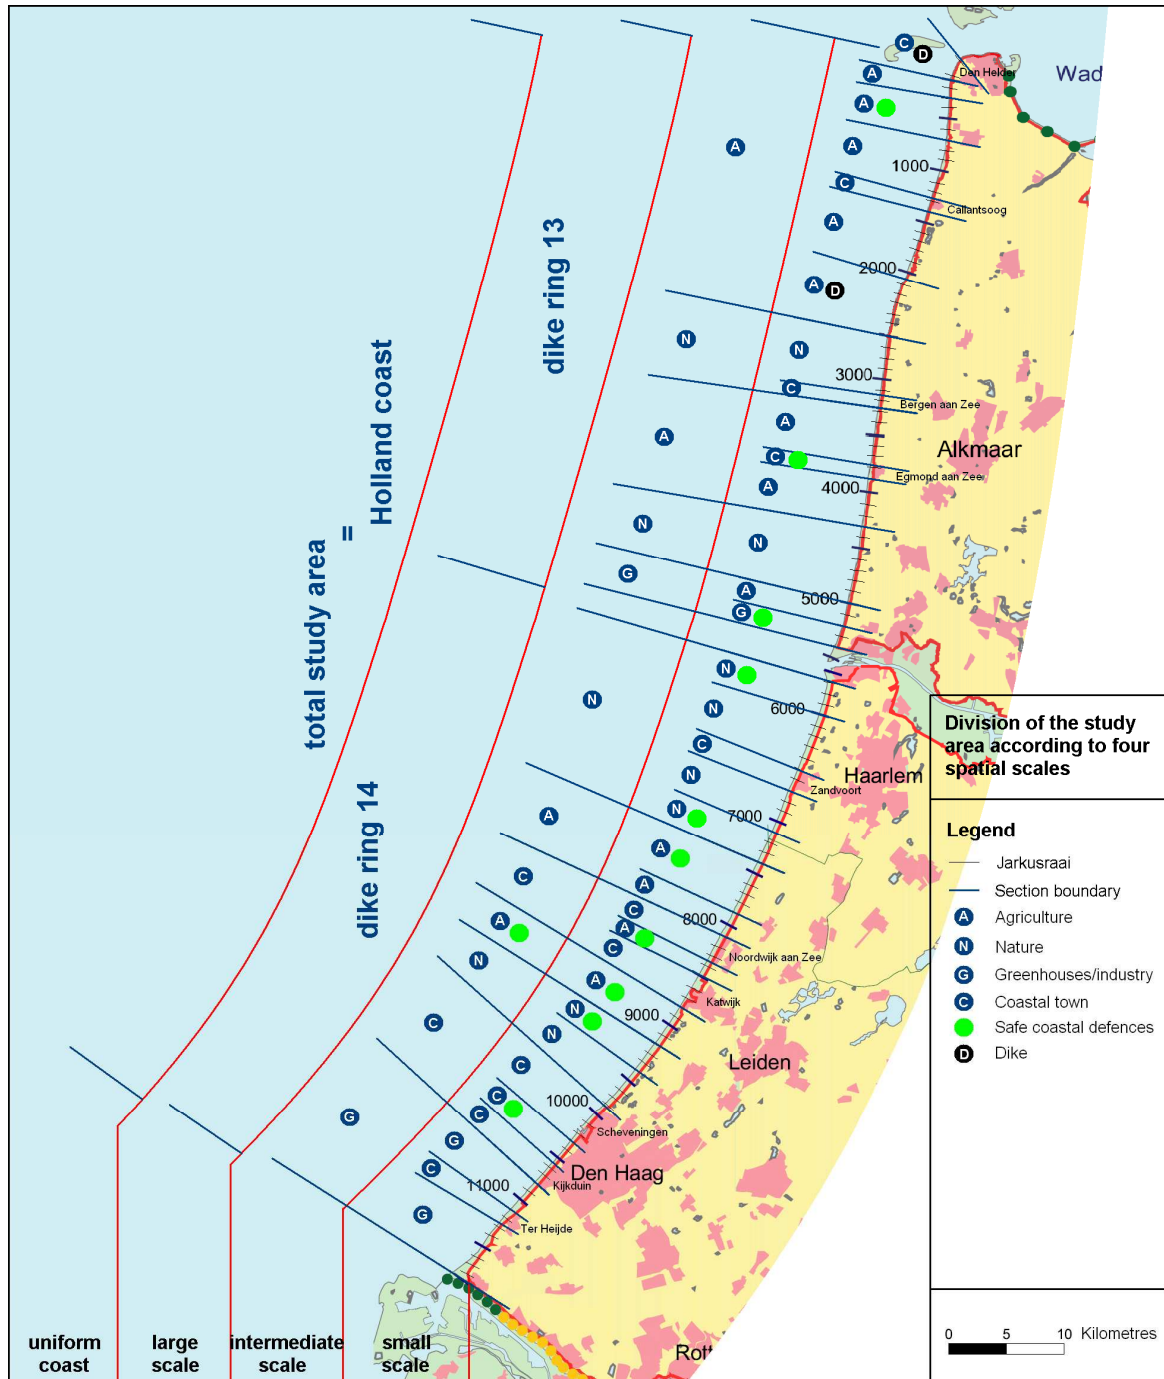 C
D
Den Helder
Wad
A
A
A
A
1000
C
Callantsoog
A
dike ring 13
2000
A
D
N
N
3000
C
Bergen aan Zee
A
A
Alkmaar
total study area
=
Holland coast
C
Egmond aan Zee
A
4000
N
N
G
A
5000
G
N
N
N
6000
C
Haarlem
N
Zandvoort
N
A
7000
dike ring 14
A
C
A
C
A
8000
A
C
Noordwijk aan Zee
N
A
Katwijk
N
9000
C
N
Leiden
C
C
10000
G
C
Scheveningen
G
Den Haag
C
11000
Kijkduin
G
Ter Heijde
Rott
uniform
coast
large
scale
intermediate
scale
small
scale
Division of the study
area according to four
spatial scales
Legend
Jarkusraai
Section boundary
A Agriculture
N Nature
G Greenhouses/industry
C Coastal town
Safe coastal defences
D Dike
0 5 10 Kilometres